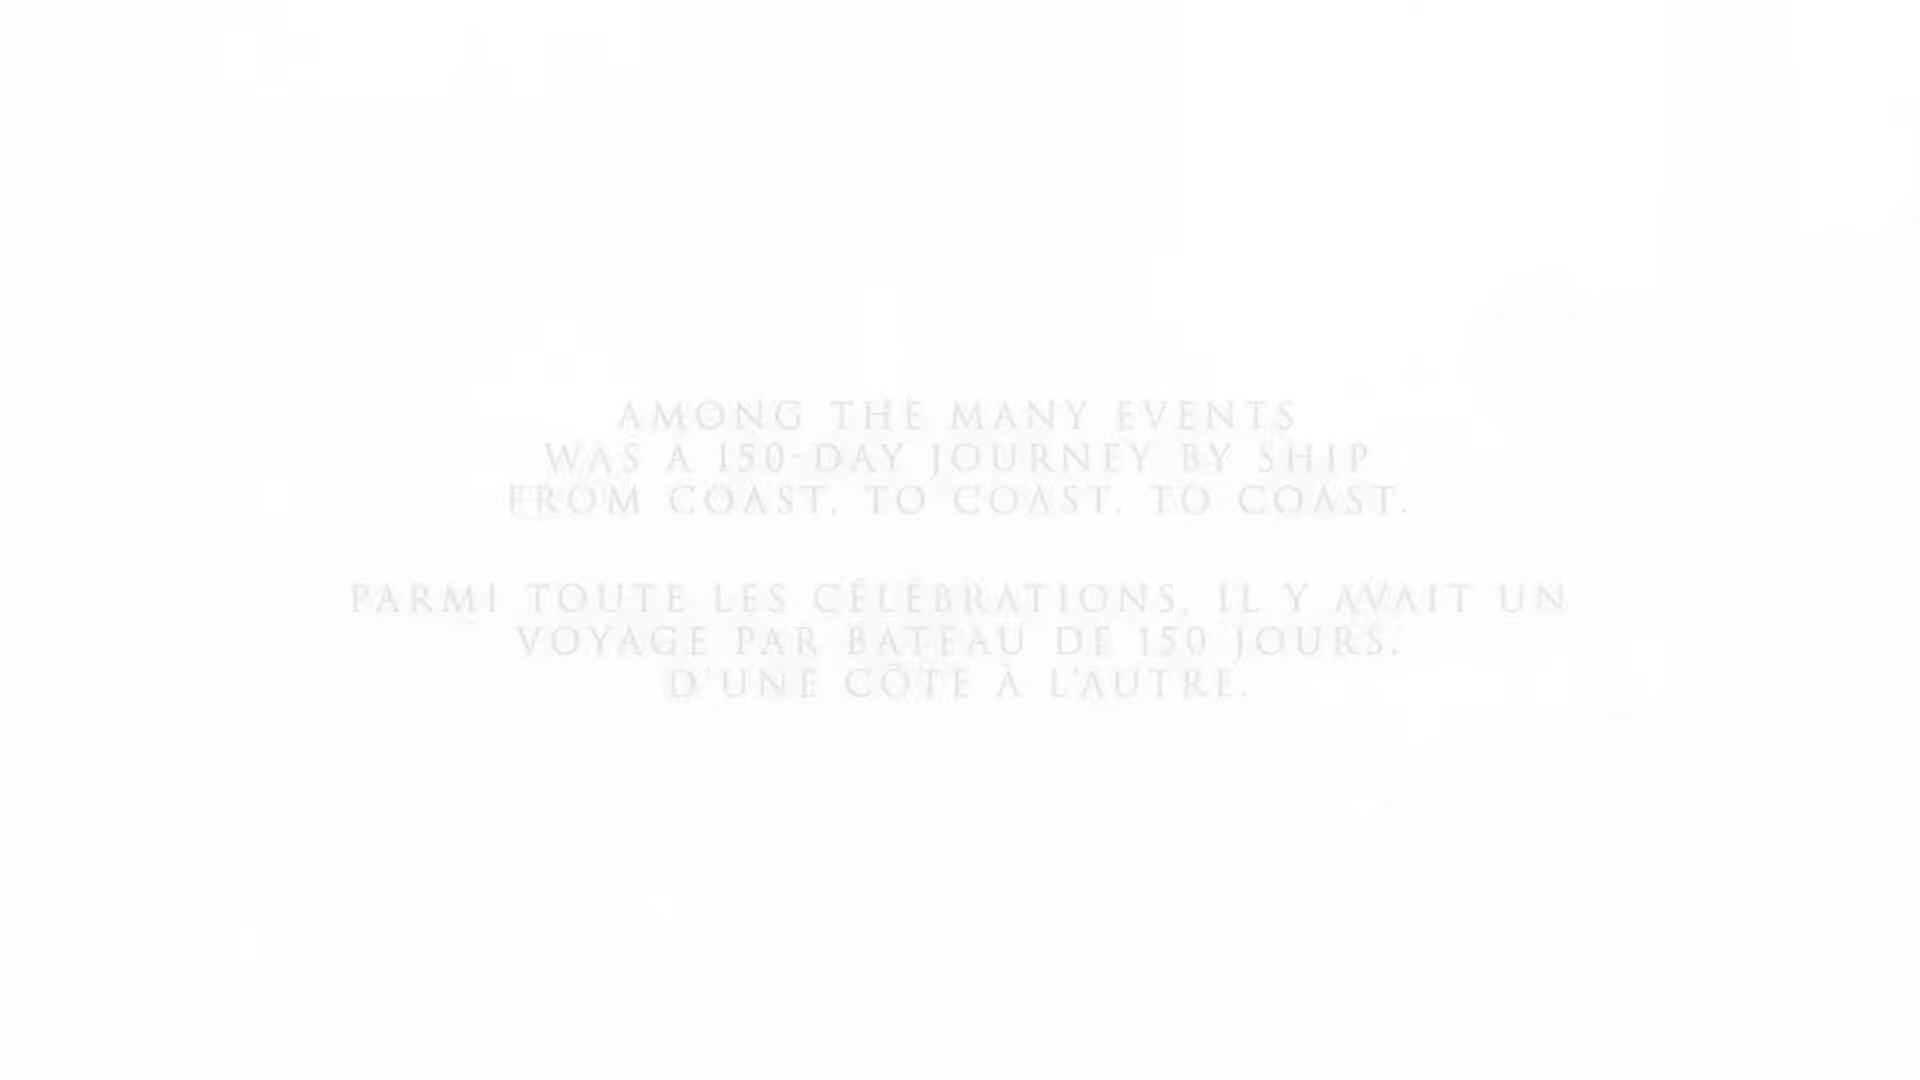 AMONG THE MANY EVENTS
WAS A 150-DAY JOURNEY BY SHIP
FROM COAST, TO COAST, TO COAST.
PARMI TOUTE LES CÉLÉBRATIONS, IL Y AVAIT UN
VOYAGE PAR BATEAU DE 150 JOURS,
D'UNE CÔTE À L'AUTRE.